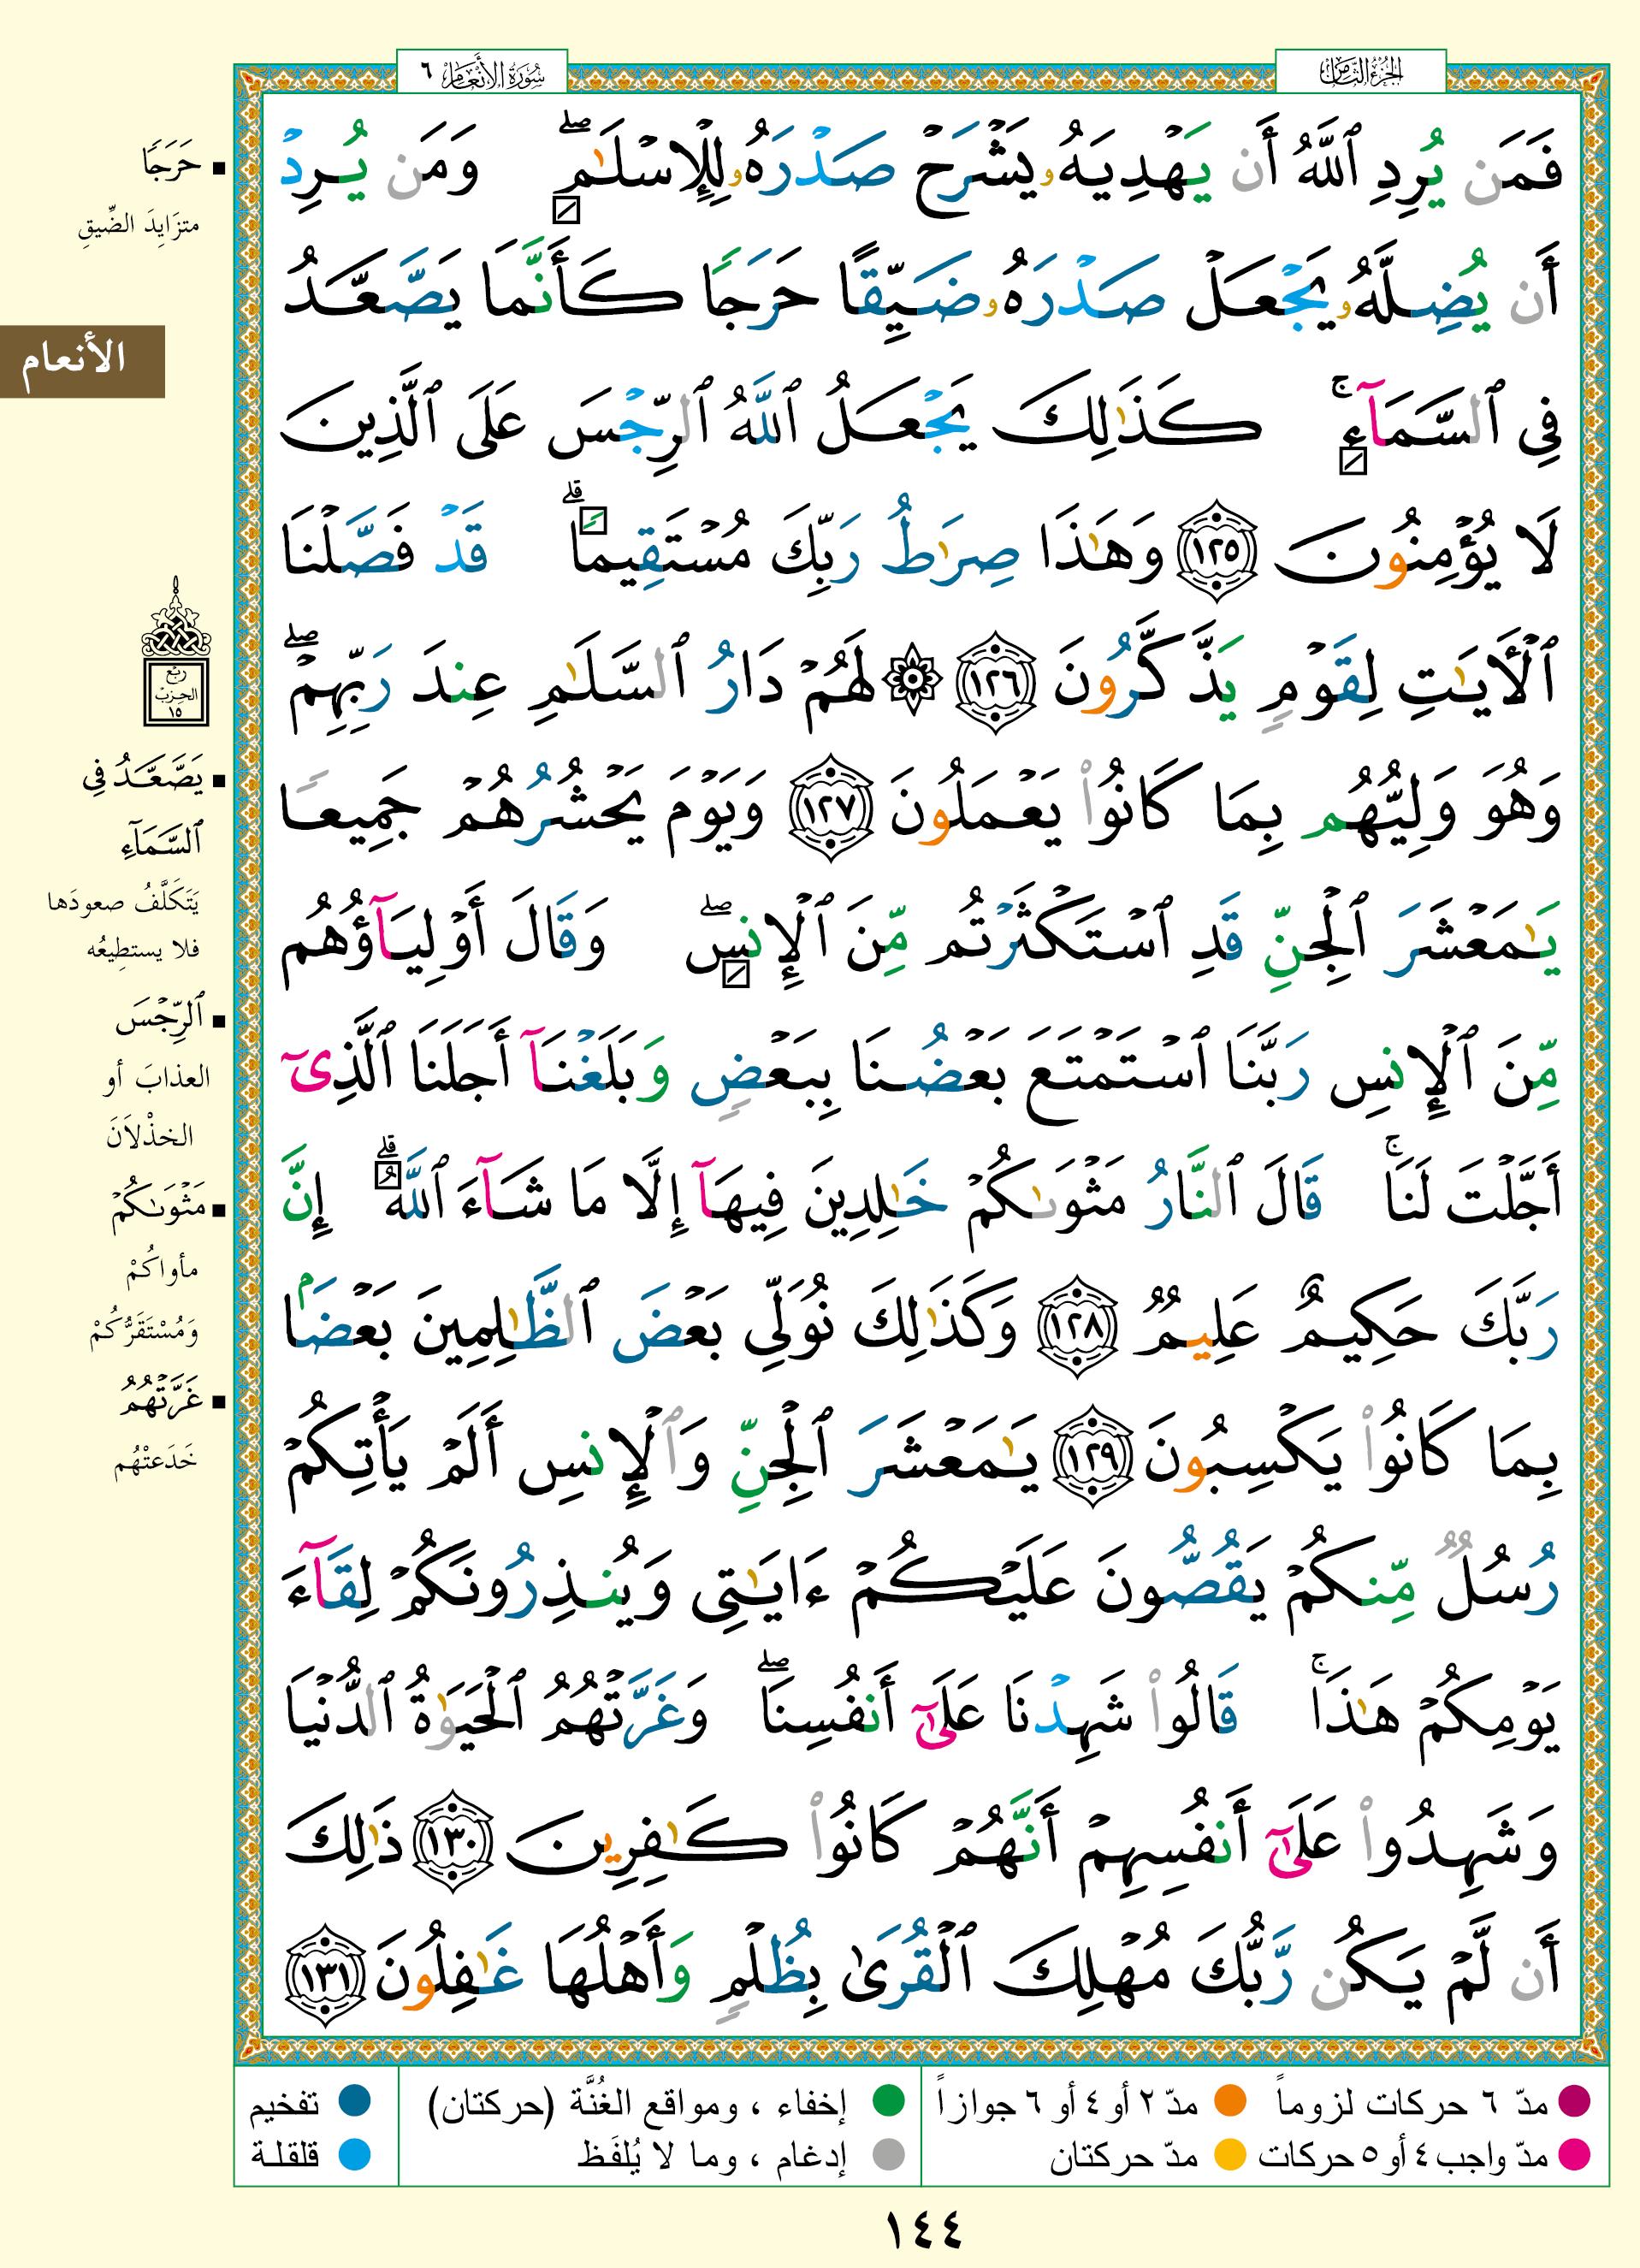 الجزء الثامن
سورة الأنعام ٦
فَمَن يُرِدِ ٱللَّهُ أَن يَهْدِيَهُۥ يَشْرَحْ صَدْرَهُۥ لِلْإِسْلَـٰمِ ۖ وَمَن يُرِدْ
أَن يُضِلَّهُۥ يَجْعَلْ صَدْرَهُۥ ضَيِّقًا حَرَجًا كَأَنَّمَا يَصَّعَّدُ
فِى ٱلسَّمَآءِ ۚ كَذَٰلِكَ يَجْعَلُ ٱللَّهُ ٱلرِّجْسَ عَلَى ٱلَّذِينَ
لَا يُؤْمِنُونَ ١٢٥ وَهَـٰذَا صِرَٰطُ رَبِّكَ مُسْتَقِيمًا ۗ قَدْ فَصَّلْنَا
ٱلْـَٔايَـٰتِ لِقَوْمٍ يَذَّكَّرُونَ ١٢٦ ۞ لَهُمْ دَارُ ٱلسَّلَـٰمِ عِندَ رَبِّهِمْ ۖ
وَهُوَ وَلِيُّهُم بِمَا كَانُوا۟ يَعْمَلُونَ ١٢٧ وَيَوْمَ يَحْشُرُهُمْ جَمِيعًا
يَـٰمَعْشَرَ ٱلْجِنِّ قَدِ ٱسْتَكْثَرْتُم مِّنَ ٱلْإِنسِ ۖ وَقَالَ أَوْلِيَآؤُهُم
مِّنَ ٱلْإِنسِ رَبَّنَا ٱسْتَمْتَعَ بَعْضُنَا بِبَعْضٍ وَبَلَغْنَآ أَجَلَنَا ٱلَّذِىٓ
أَجَّلْتَ لَنَا ۚ قَالَ ٱلنَّارُ مَثْوَىٰكُمْ خَـٰلِدِينَ فِيهَآ إِلَّا مَا شَآءَ ٱللَّهُ ۗ إِنَّ
رَبَّكَ حَكِيمٌ عَلِيمٌ ١٢٨ وَكَذَٰلِكَ نُوَلِّى بَعْضَ ٱلظَّـٰلِمِينَ بَعْضًۢا
بِمَا كَانُوا۟ يَكْسِبُونَ ١٢٩ يَـٰمَعْشَرَ ٱلْجِنِّ وَٱلْإِنسِ أَلَمْ يَأْتِكُمْ
رُسُلٌ مِّنكُمْ يَقُصُّونَ عَلَيْكُمْ ءَايَـٰتِى وَيُنذِرُونَكُمْ لِقَآءَ
يَوْمِكُمْ هَـٰذَا ۚ قَالُوا۟ شَهِدْنَا عَلَىٰٓ أَنفُسِنَا ۖ وَغَرَّتْهُمُ ٱلْحَيَوٰةُ ٱلدُّنْيَا
وَشَهِدُوا۟ عَلَىٰٓ أَنفُسِهِمْ أَنَّهُمْ كَانُوا۟ كَـٰفِرِينَ ١٣٠ ذَٰلِكَ
أَن لَّمْ يَكُن رَّبُّكَ مُهْلِكَ ٱلْقُرَىٰ بِظُلْمٍ وَأَهْلُهَا غَـٰفِلُونَ ١٣١
▪ حَرَجًا
متزَايِدَ الضِّيقِ
الأنعام
ربع
الحزب
١٥
▪ يَصَّعَّدُ فِى
ٱلسَّمَآءِ
يَتَكَلَّفُ صعودَها
فلا يستطِيعُه
▪ ٱلرِّجْسَ
العذابَ أو
الخذْلَانَ
▪ مَثْوَىٰكُمْ
مأواكُمْ
وَمُسْتَقَرُّكُمْ
▪ غَرَّتْهُمُ
خَدَعتْهُم
مدّ ٦ حركات لزوماً
مدّ ٢ أو ٤ أو ٦ جوازاً
إخفاء ، ومواقع الغُنَّة (حركتان)
تفخيم
مدّ واجب ٤ أو ٥ حركات
مدّ حركتان
إدغام ، وما لا يُلفَظ
قلقلة
١٤٤